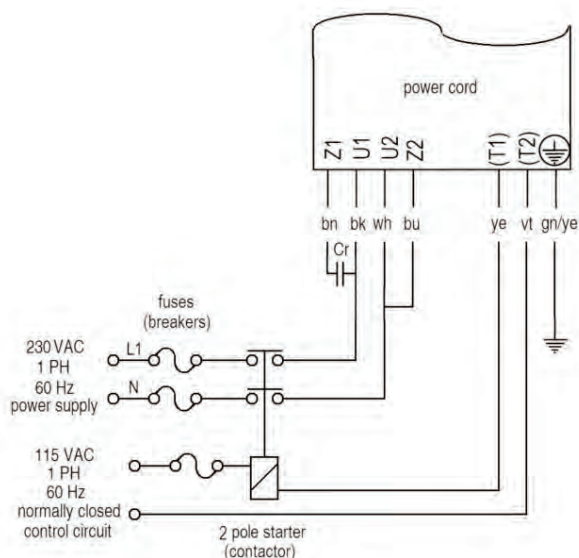 power cord
Z1 U1 U2 Z2 (T1) (T2)
bn bk wh bu ye vt gn/ye
Cr
fuses
(breakers)
230 VAC
1 PH
60 Hz
power supply
L1
N
115 VAC
1 PH
60 Hz
normally closed
control circuit
2 pole starter
(contactor)